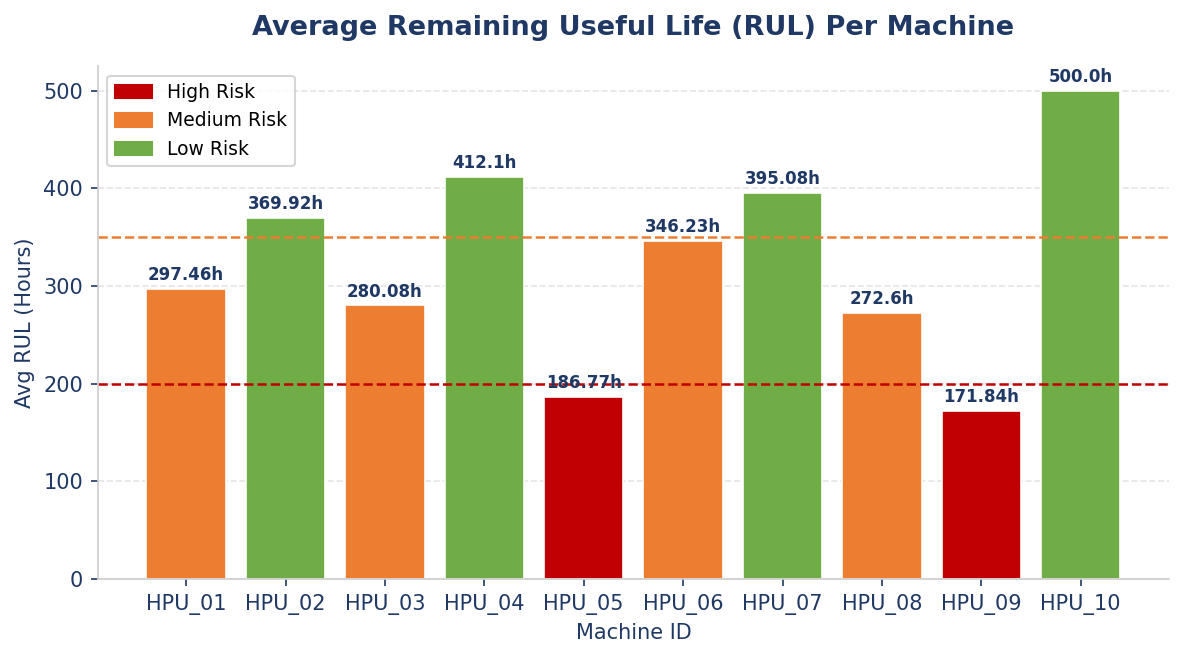 Average Remaining Useful Life (RUL) Per Machine
High Risk
Medium Risk
Low Risk
Avg RUL (Hours)
500
400
300
200
100
0
297.46h
369.92h
280.08h
412.1h
186.77h
346.23h
395.08h
272.6h
171.84h
500.0h
HPU_01 HPU_02 HPU_03 HPU_04 HPU_05 HPU_06 HPU_07 HPU_08 HPU_09 HPU_10
Machine ID